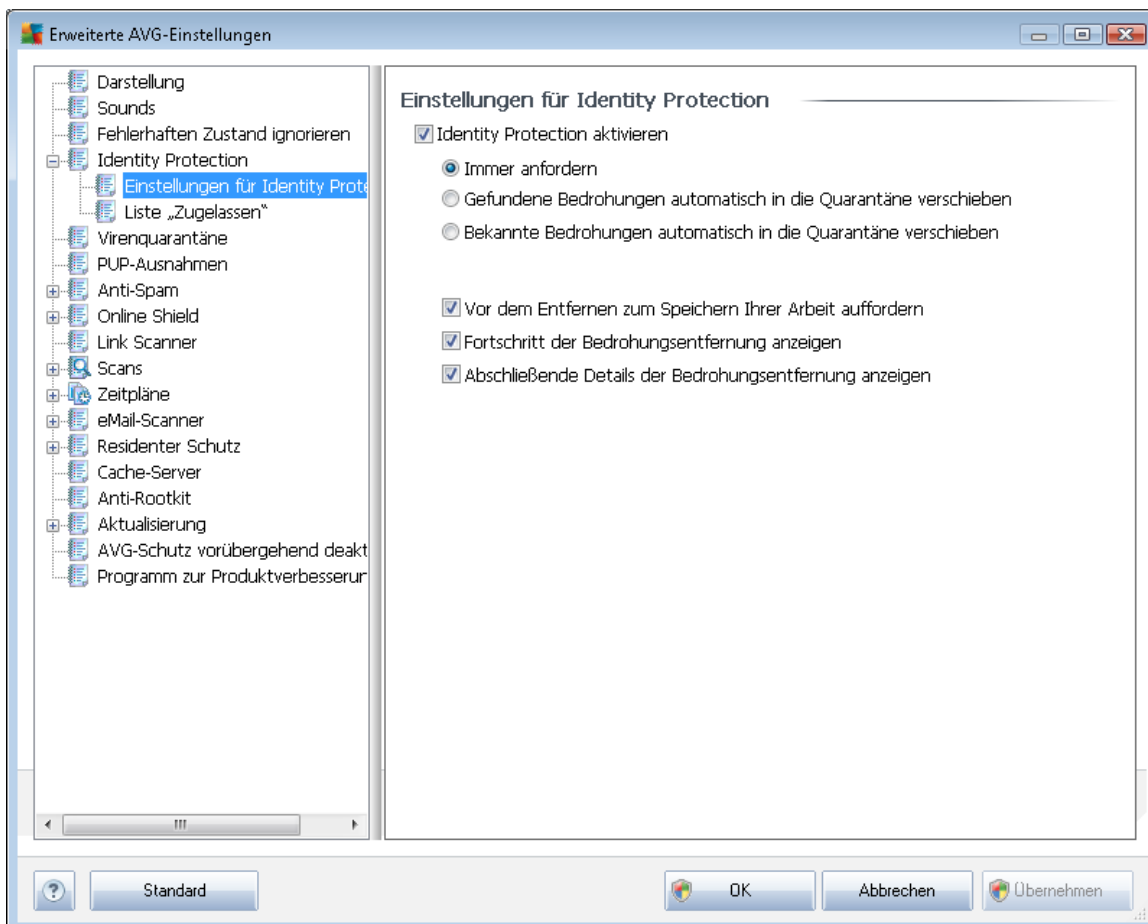 Erweiterte AVG-Einstellungen
Darstellung
Sounds
Fehlerhaften Zustand ignorieren
Identity Protection
Einstellungen für Identity Prote
Liste „Zugelassen“
Virenquarantäne
PUP-Ausnahmen
Anti-Spam
Online Shield
Link Scanner
Scans
Zeitpläne
eMail-Scanner
Residenter Schutz
Cache-Server
Anti-Rootkit
Aktualisierung
AVG-Schutz vorübergehend deakt
Programm zur Produktverbesserun
Einstellungen für Identity Protection
Identity Protection aktivieren
Immer anfordern
Gefundene Bedrohungen automatisch in die Quarantäne verschieben
Bekannte Bedrohungen automatisch in die Quarantäne verschieben
Vor dem Entfernen zum Speichern Ihrer Arbeit auffordern
Fortschritt der Bedrohungsentfernung anzeigen
Abschließende Details der Bedrohungsentfernung anzeigen
?
Standard
OK
Abbrechen
Übernehmen